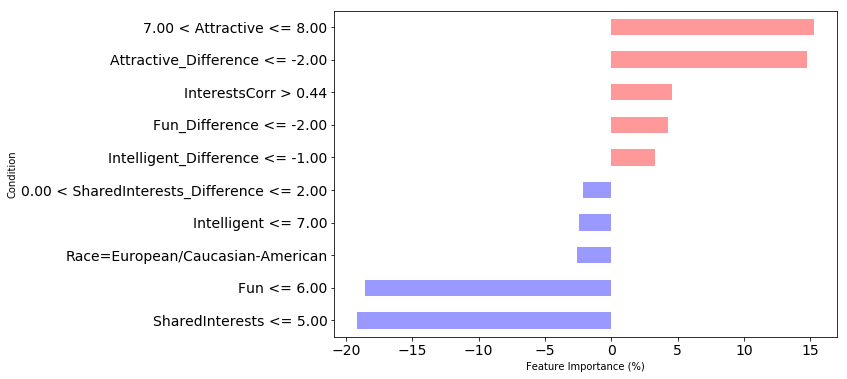 7.00 < Attractive <= 8.00
Attractive_Difference <= -2.00
InterestsCorr > 0.44
Fun_Difference <= -2.00
Intelligent_Difference <= -1.00
0.00 < SharedInterests_Difference <= 2.00
Intelligent <= 7.00
Race=European/Caucasian-American
Fun <= 6.00
SharedInterests <= 5.00
Condition
−20 −15 −10 −5 0 5 10 15
Feature Importance (%)